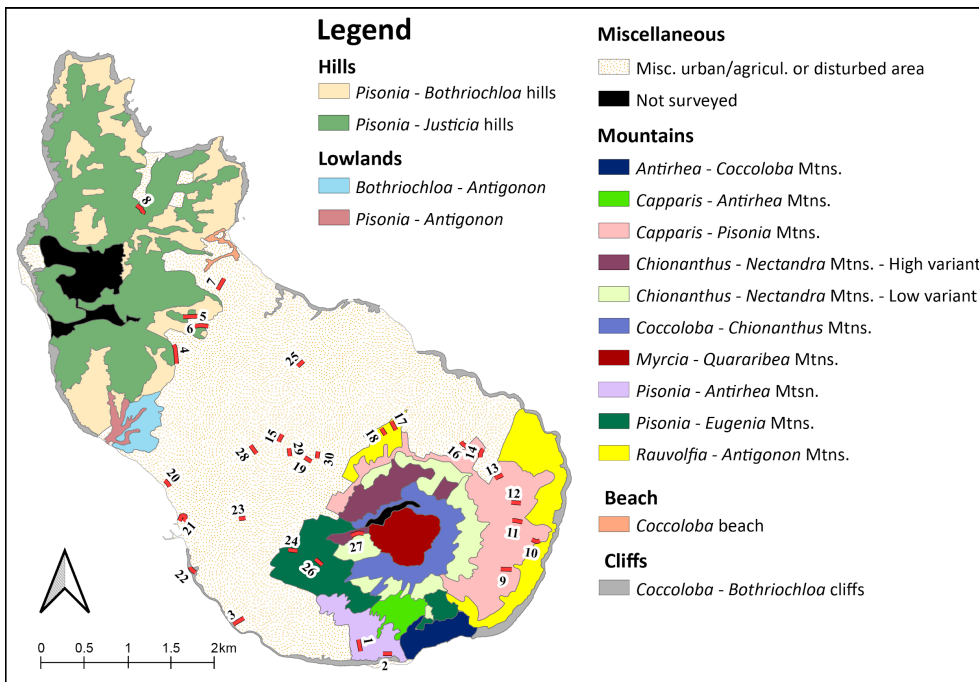 Legend
Hills
Pisonia - Bothriochloa hills
Pisonia - Justicia hills
Lowlands
Bothriochloa - Antigonon
Pisonia - Antigonon
Miscellaneous
Misc. urban/agricul. or disturbed area
Not surveyed
Mountains
Antirhea - Coccoloba Mtns.
Capparis - Antirhea Mtns.
Capparis - Pisonia Mtns.
Chionanthus - Nectandra Mtns. - High variant
Chionanthus - Nectandra Mtns. - Low variant
Coccoloba - Chionanthus Mtns.
Myrcia - Quararibea Mtns.
Pisonia - Antirhea Mtsn.
Pisonia - Eugenia Mtns.
Rauvolfia - Antigonon Mtns.
Beach
Coccoloba beach
Cliffs
Coccoloba - Bothriochloa cliffs
8
7
5
6
4
25
17
18
15
28
29
19
30
16
14
13
20
12
23
21
11
24
27
10
26
22
9
3
1
2
0 0.5 1 1.5 2km